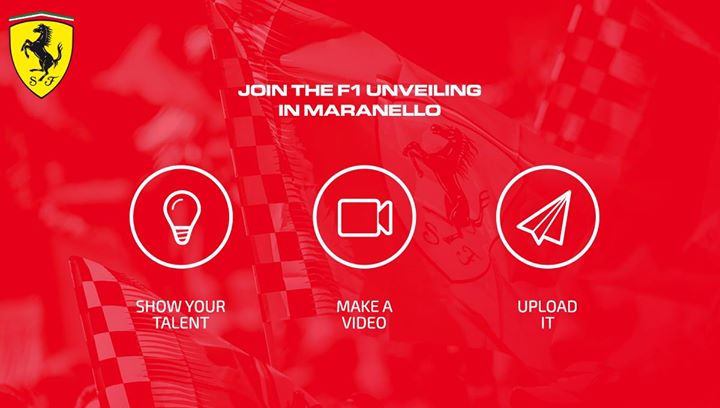 S F
JOIN THE F1 UNVEILING
IN MARANELLO
S F
SHOW YOUR
TALENT
MAKE A
VIDEO
UPLOAD
IT